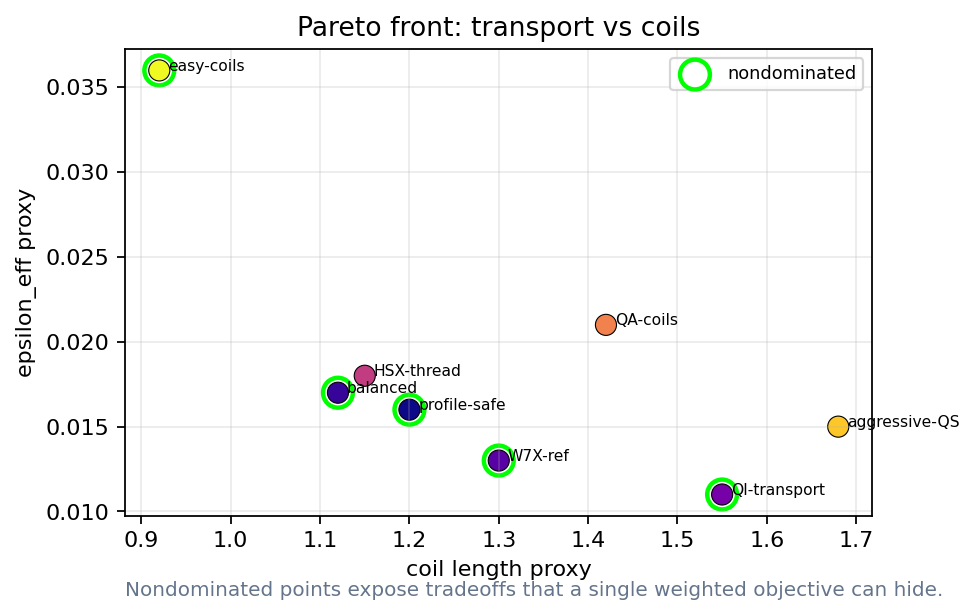 Pareto front: transport vs coils
nondominated
easy-coils
QA-coils
HSX-thread
balanced
profile-safe
aggressive-QS
W7X-ref
QI-transport
epsilon_eff proxy
0.035
0.030
0.025
0.020
0.015
0.010
0.9 1.0 1.1 1.2 1.3 1.4 1.5 1.6 1.7
coil length proxy
Nondominated points expose tradeoffs that a single weighted objective can hide.